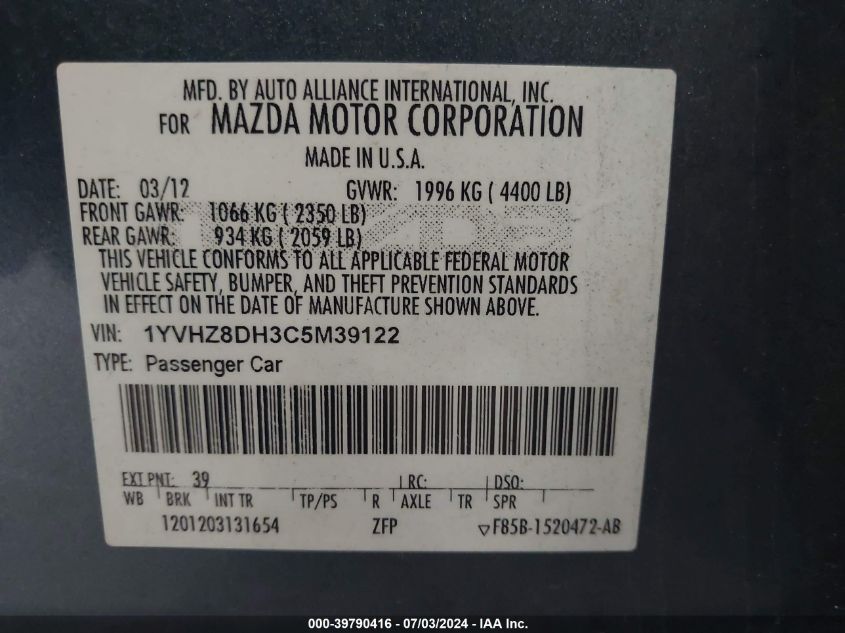 MFD. BY AUTO ALLIANCE INTERNATIONAL, INC.
FOR MAZDA MOTOR CORPORATION
MADE IN U.S.A.
DATE: 03/12 GVWR: 1996 KG ( 4400 LB)
FRONT GAWR: 1066 KG ( 2350 LB)
REAR GAWR: 934 KG ( 2059 LB)
THIS VEHICLE CONFORMS TO ALL APPLICABLE FEDERAL MOTOR
VEHICLE SAFETY, BUMPER, AND THEFT PREVENTION STANDARDS
IN EFFECT ON THE DATE OF MANUFACTURE SHOWN ABOVE.
VIN: 1YVHZ8DH3C5M39122
TYPE: Passenger Car
EXT PNT: 39 RC: DSO:
WB BRK INT TR TP/PS R AXLE TR SPR
1201203131654 ZFP F85B-1520472-AB
000-39790416 - 07/03/2024 - IAA Inc.